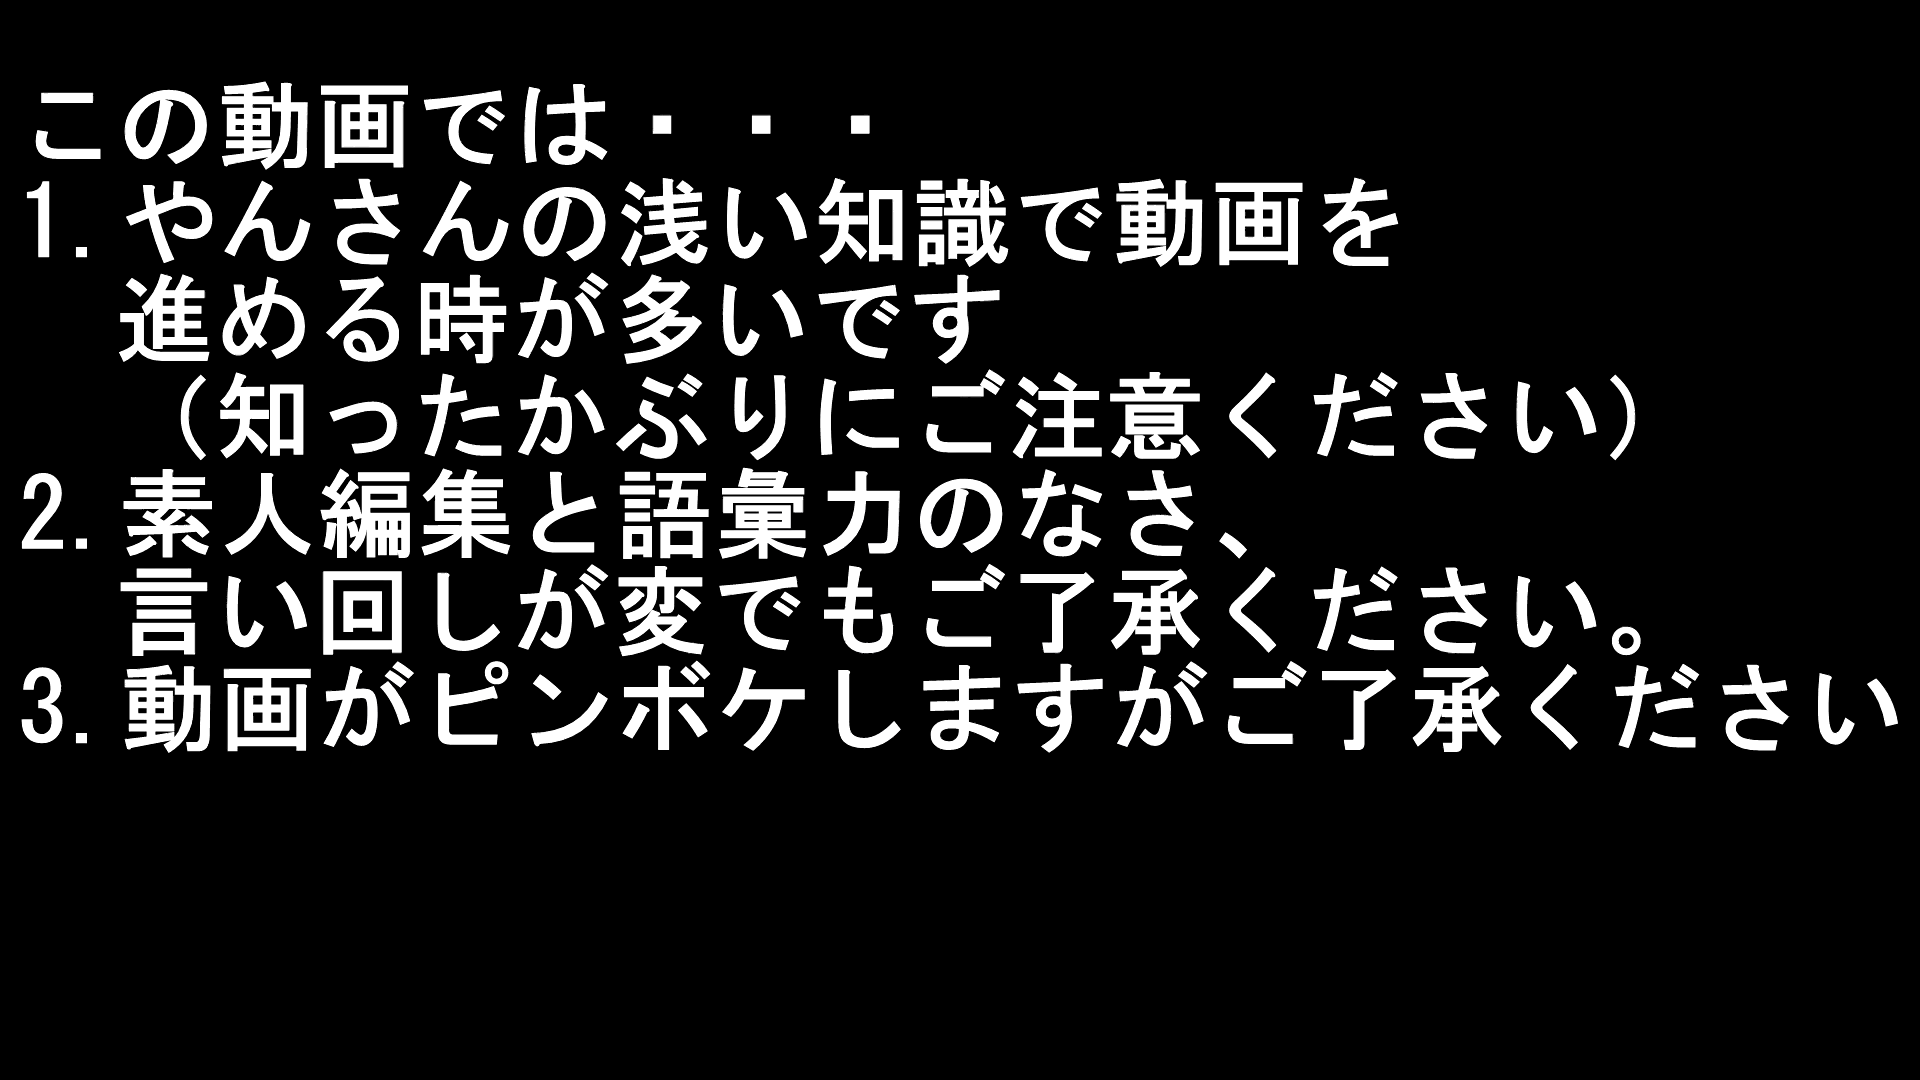 この動画では・・・
1.やんさんの浅い知識で動画を
進める時が多いです
（知ったかぶりにご注意ください）
2.素人編集と語彙力のなさ、
言い回しが変でもご了承ください。
3.動画がピンボケしますがご了承ください